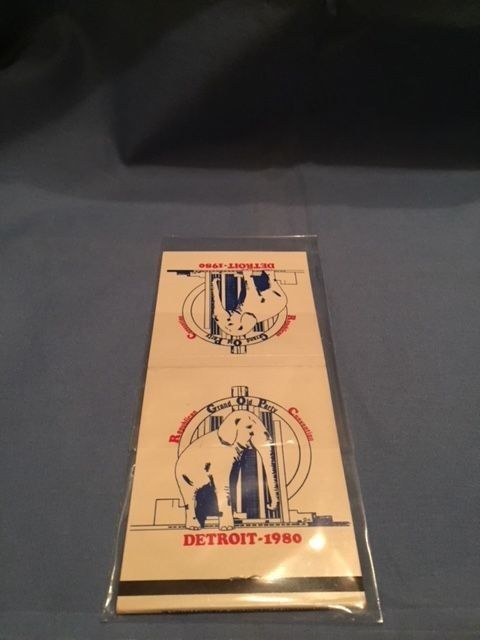 DETROIT-1980
Republican Grand Old Party Convention
Republican Grand Old Party Convention
DETROIT-1980